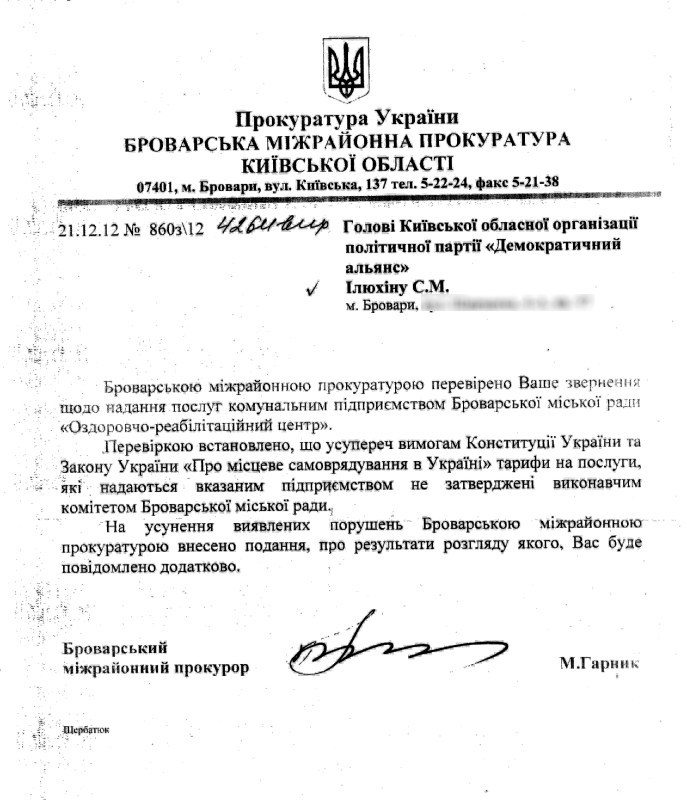 Прокуратура України
БРОВАРСЬКА МІЖРАЙОННА ПРОКУРАТУРА
КИЇВСЬКОЇ ОБЛАСТІ
07401, м. Бровари, вул. Київська, 137 тел. 5-22-24, факс 5-21-38
21.12.12 № 860з\12
Голові Київської обласної організації
політичної партії «Демократичний
альянс»
Ілюхіну С.М.
м. Бровари,
Броварською міжрайонною прокуратурою перевірено Ваше звернення
щодо надання послуг комунальним підприємством Броварської міської ради
«Оздоровчо-реабілітаційний центр».
Перевіркою встановлено, що усупереч вимогам Конституції України та
Закону України «Про місцеве самоврядування в Україні» тарифи на послуги,
які надаються вказаним підприємством не затверджені виконавчим
комітетом Броварської міської ради.
На усунення виявлених порушень Броварською міжрайонною
прокуратурою внесено подання, про результати розгляду якого, Вас буде
повідомлено додатково.
Броварський
міжрайонний прокурор
М.Гарник
Щербатюк